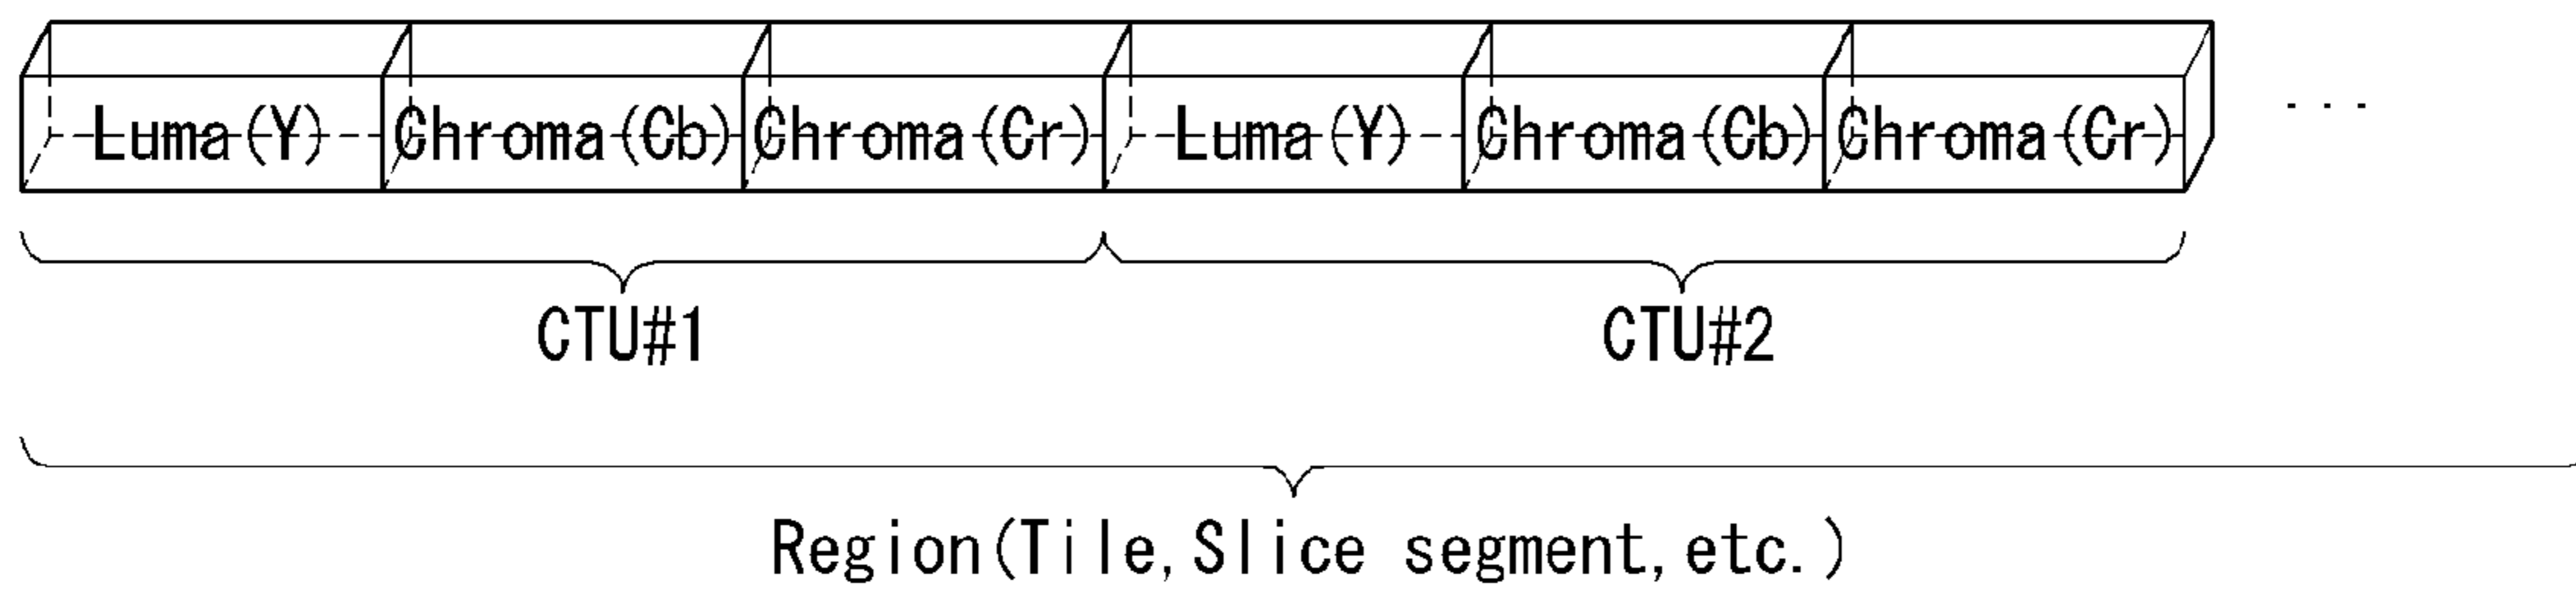 Luma(Y) Chroma(Cb) Chroma(Cr) Luma(Y) Chroma(Cb) Chroma(Cr) ...
CTU#1 CTU#2
Region(Tile,Slice segment,etc.)